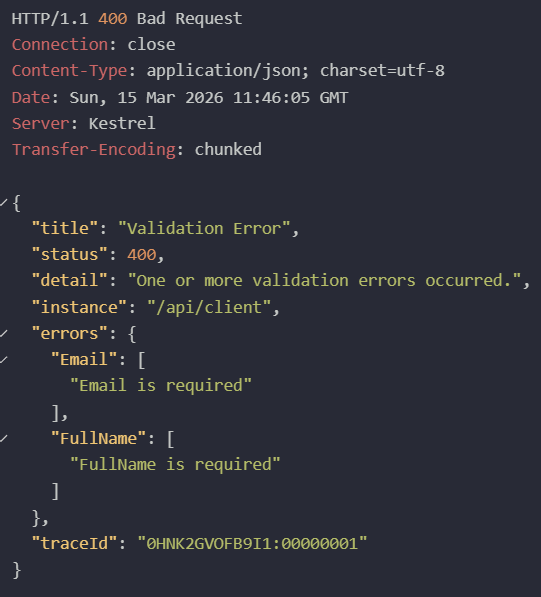 HTTP/1.1 400 Bad Request
Connection: close
Content-Type: application/json; charset=utf-8
Date: Sun, 15 Mar 2026 11:46:05 GMT
Server: Kestrel
Transfer-Encoding: chunked

{
  "title": "Validation Error",
  "status": 400,
  "detail": "One or more validation errors occurred.",
  "instance": "/api/client",
  "errors": {
    "Email": [
      "Email is required"
    ],
    "FullName": [
      "FullName is required"
    ]
  },
  "traceId": "0HNK2GVOFB9I1:00000001"
}